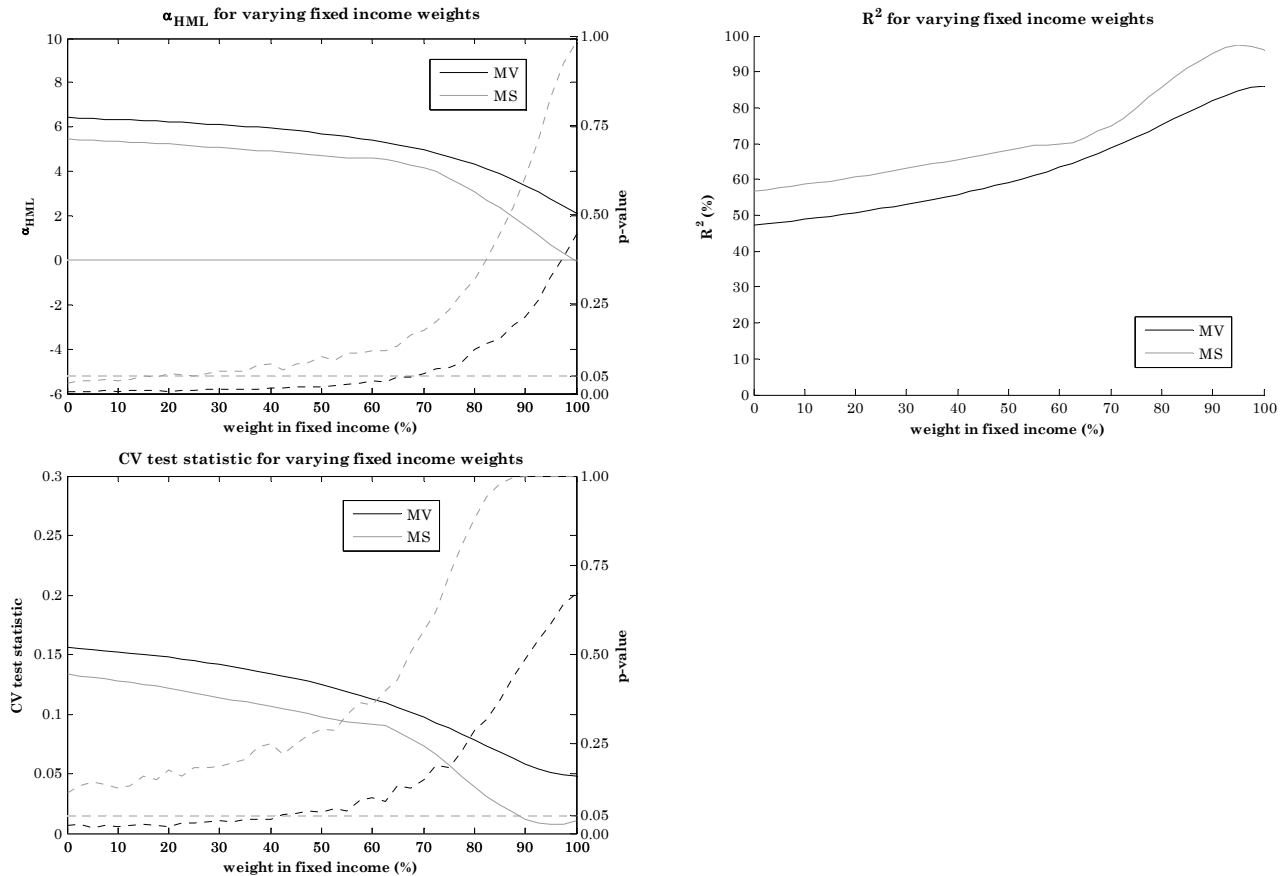 α_HML for varying fixed income weights
10
8
6
4
2
0
-2
-4
-6
α_HML
1.00
0.75
0.50
0.25
0.05
0.00
p-value
MV
MS
0 10 20 30 40 50 60 70 80 90 100
weight in fixed income (%)
R² for varying fixed income weights
100
90
80
70
60
50
40
30
20
10
0
R² (%)
MV
MS
0 10 20 30 40 50 60 70 80 90 100
weight in fixed income (%)
CV test statistic for varying fixed income weights
0.3
0.25
0.2
0.15
0.1
0.05
0
CV test statistic
1.00
0.75
0.50
0.25
0.05
0.00
p-value
MV
MS
0 10 20 30 40 50 60 70 80 90 100
weight in fixed income (%)